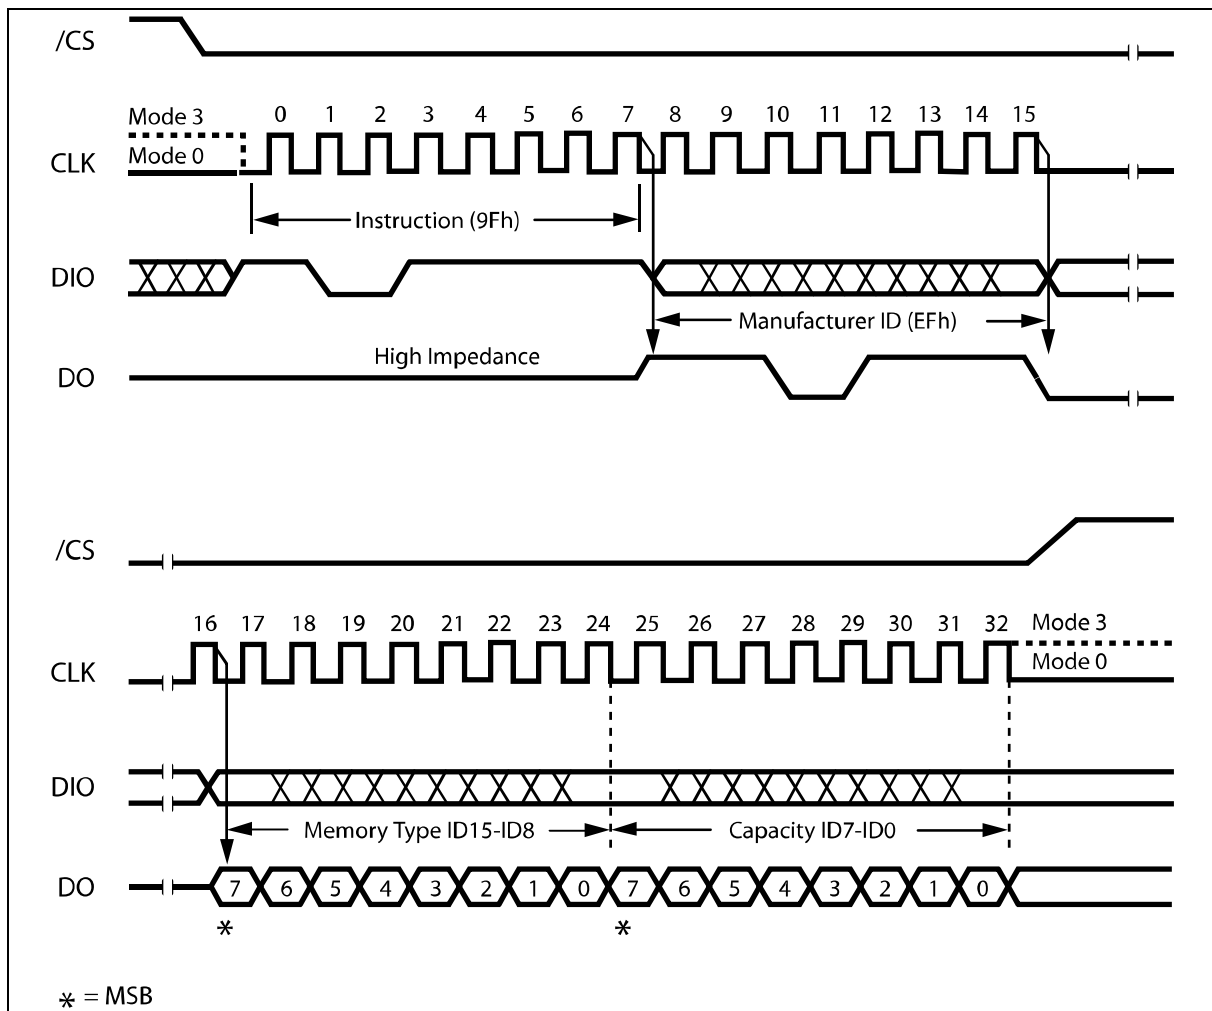 /CS
Mode 3
0 1 2 3 4 5 6 7 8 9 10 11 12 13 14 15
CLK
Mode 0
Instruction (9Fh)
DIO
Manufacturer ID (EFh)
High Impedance
DO
/CS
16 17 18 19 20 21 22 23 24 25 26 27 28 29 30 31 32
Mode 3
CLK
Mode 0
DIO
Memory Type ID15-ID8
Capacity ID7-ID0
DO
7 6 5 4 3 2 1 0 7 6 5 4 3 2 1 0
* *
* = MSB